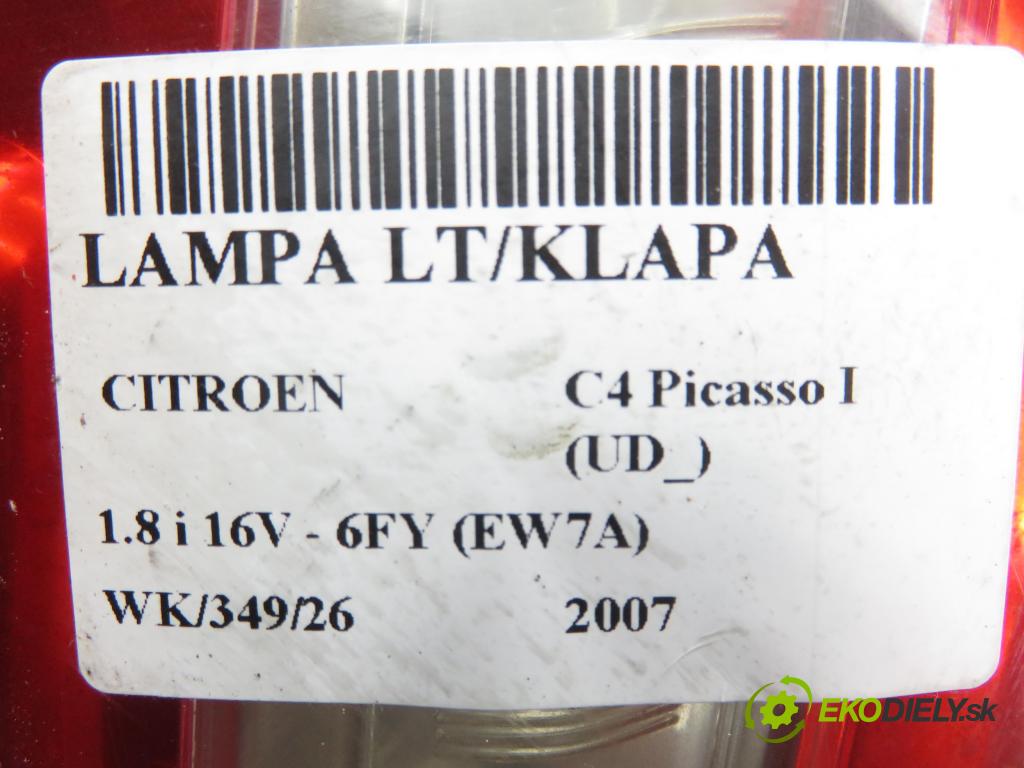 LAMPA LT/KLAPA
CITROEN C4 Picasso I
(UD_)
1.8 i 16V - 6FY (EW7A)
WK/349/26 2007
EKODIELY.sk